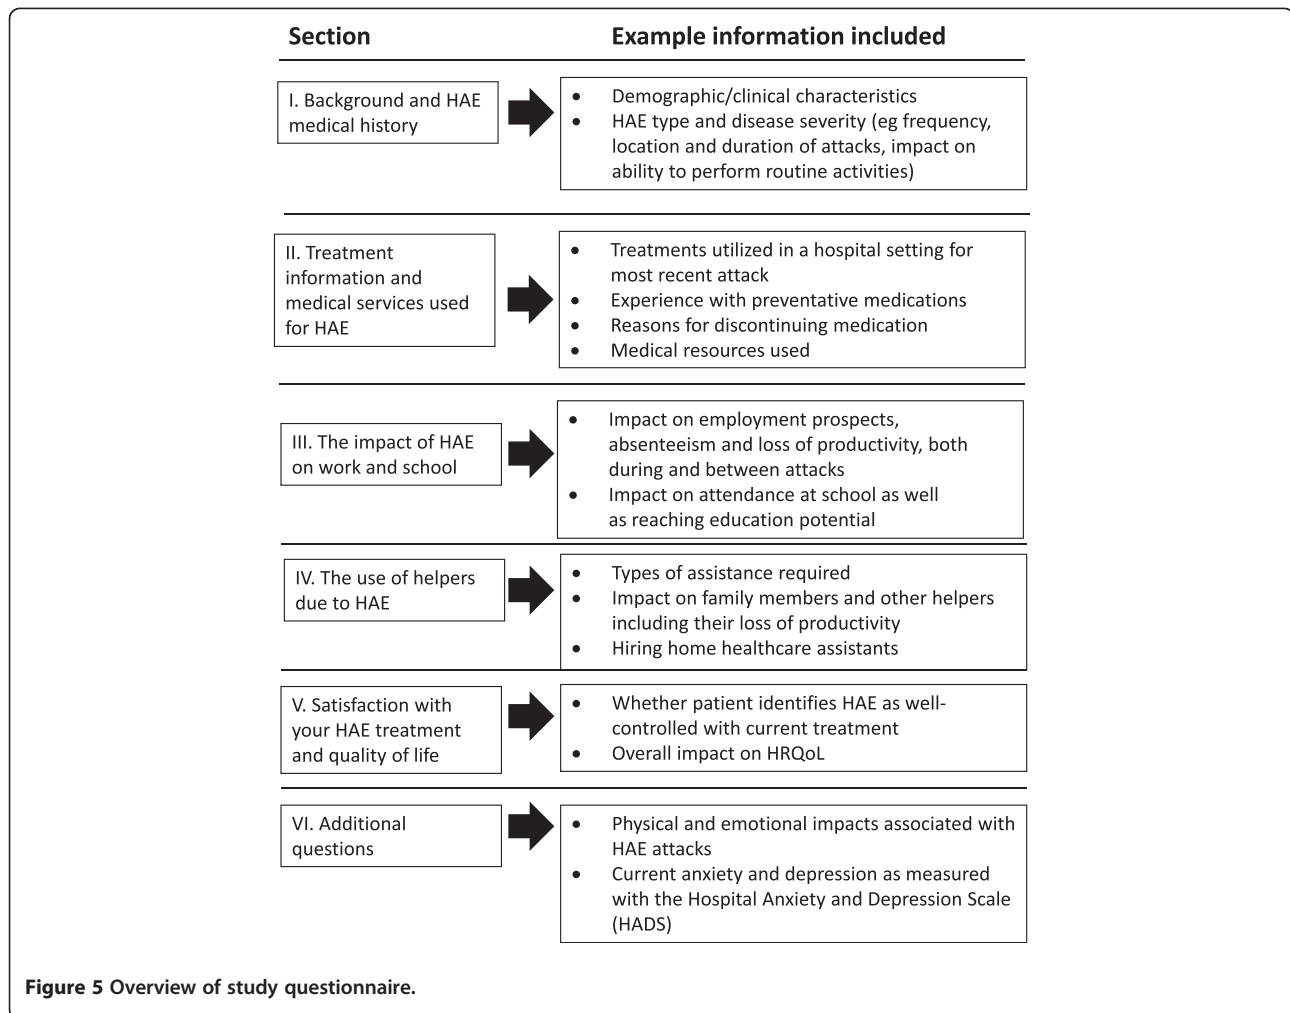 Section
Example information included
I. Background and HAE
medical history
● Demographic/clinical characteristics
● HAE type and disease severity (eg frequency,
location and duration of attacks, impact on
ability to perform routine activities)
II. Treatment
information and
medical services used
for HAE
● Treatments utilized in a hospital setting for
most recent attack
● Experience with preventative medications
● Reasons for discontinuing medication
● Medical resources used
III. The impact of HAE
on work and school
● Impact on employment prospects,
absenteeism and loss of productivity, both
during and between attacks
● Impact on attendance at school as well
as reaching education potential
IV. The use of helpers
due to HAE
● Types of assistance required
● Impact on family members and other helpers
including their loss of productivity
● Hiring home healthcare assistants
V. Satisfaction with
your HAE treatment
and quality of life
● Whether patient identifies HAE as well-
controlled with current treatment
● Overall impact on HRQoL
VI. Additional
questions
● Physical and emotional impacts associated with
HAE attacks
● Current anxiety and depression as measured
with the Hospital Anxiety and Depression Scale
(HADS)
Figure 5 Overview of study questionnaire.